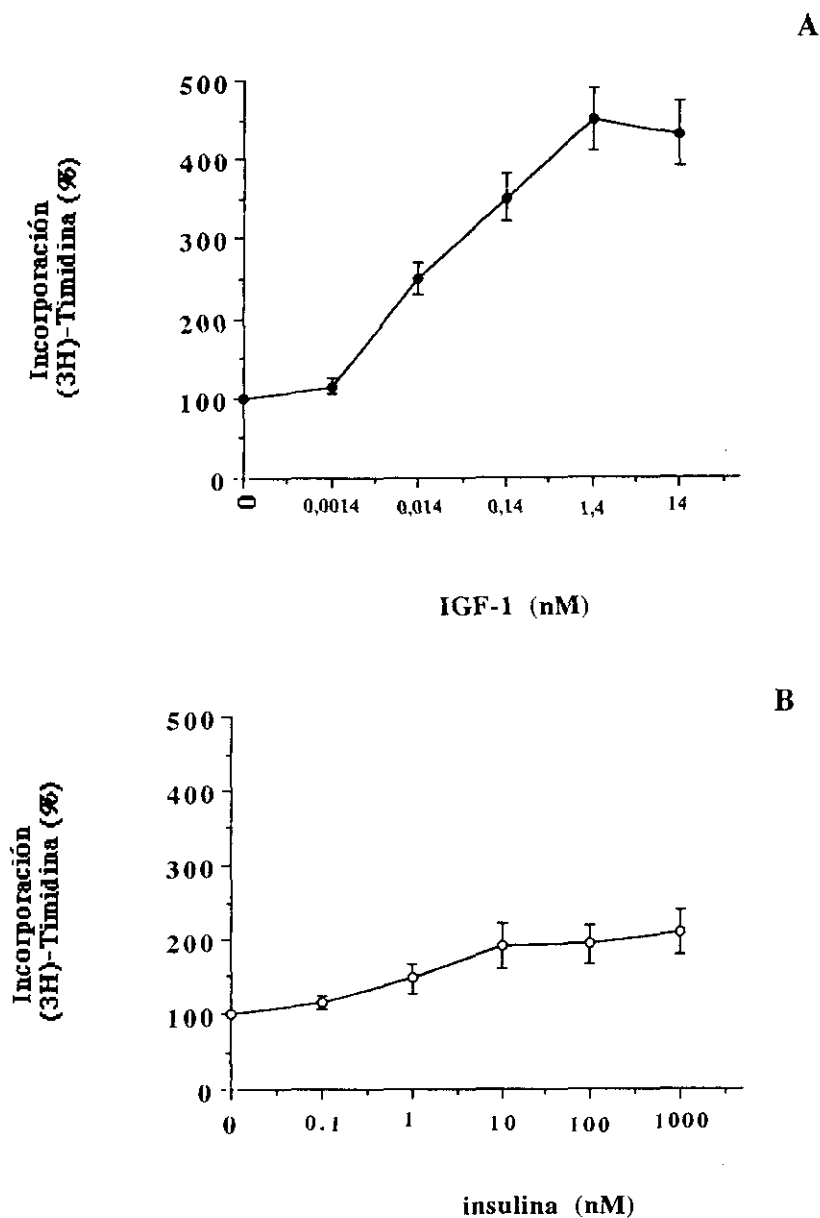 A
Incorporación
(3H)-Timidina (%)
500
400
300
200
100
0
0 0,0014 0,014 0,14 1,4 14
IGF-1 (nM)
B
Incorporación
(3H)-Timidina (%)
500
400
300
200
100
0
0 0.1 1 10 100 1000
insulina (nM)